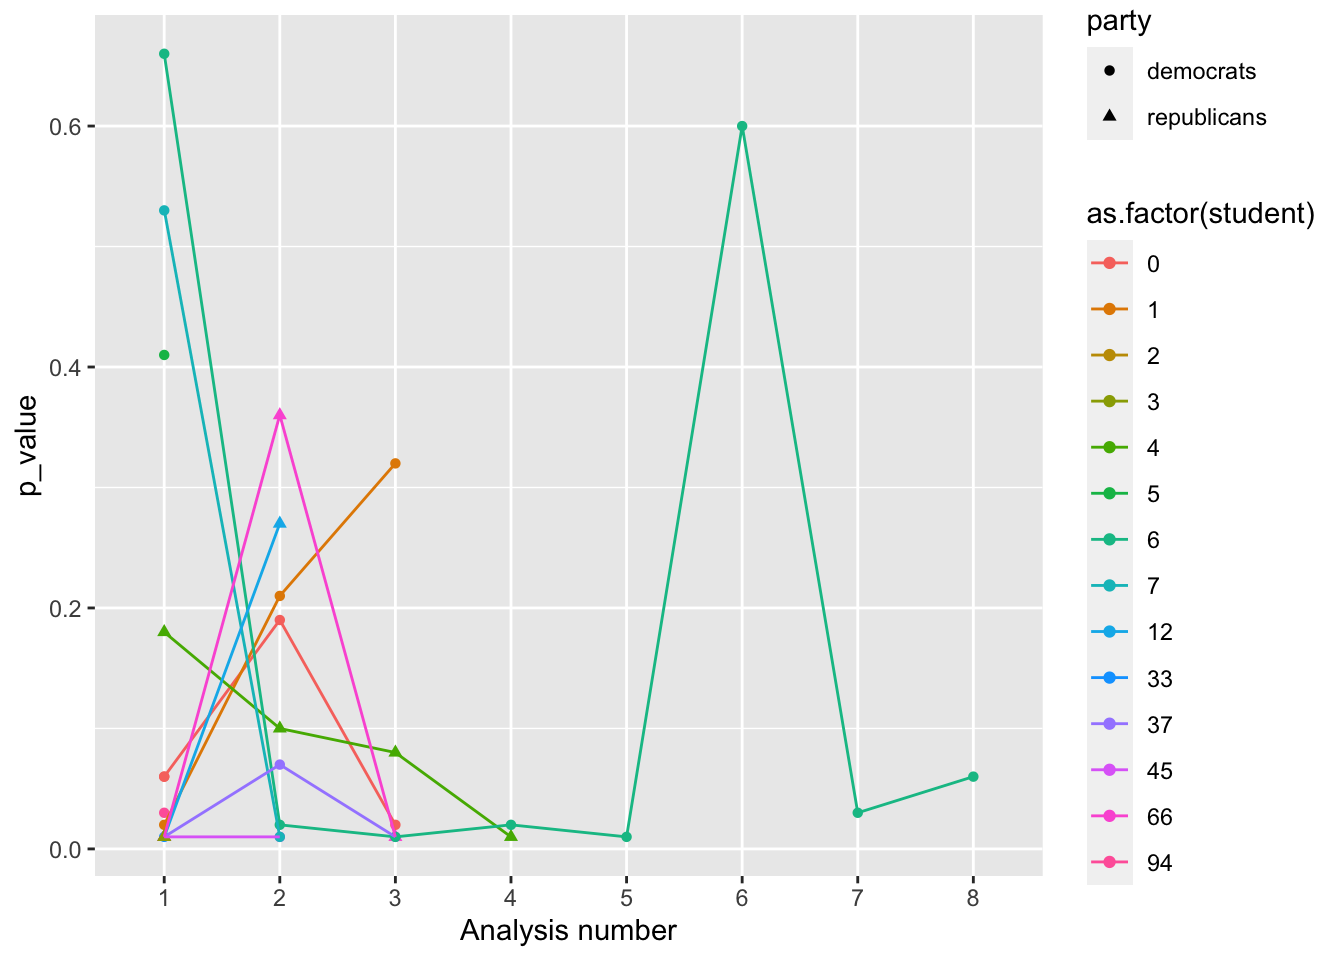 party
democrats
republicans
as.factor(student)
0
1
2
3
4
5
6
7
12
33
37
45
66
94
p_value
0.6
0.4
0.2
0.0
1 2 3 4 5 6 7 8
Analysis number